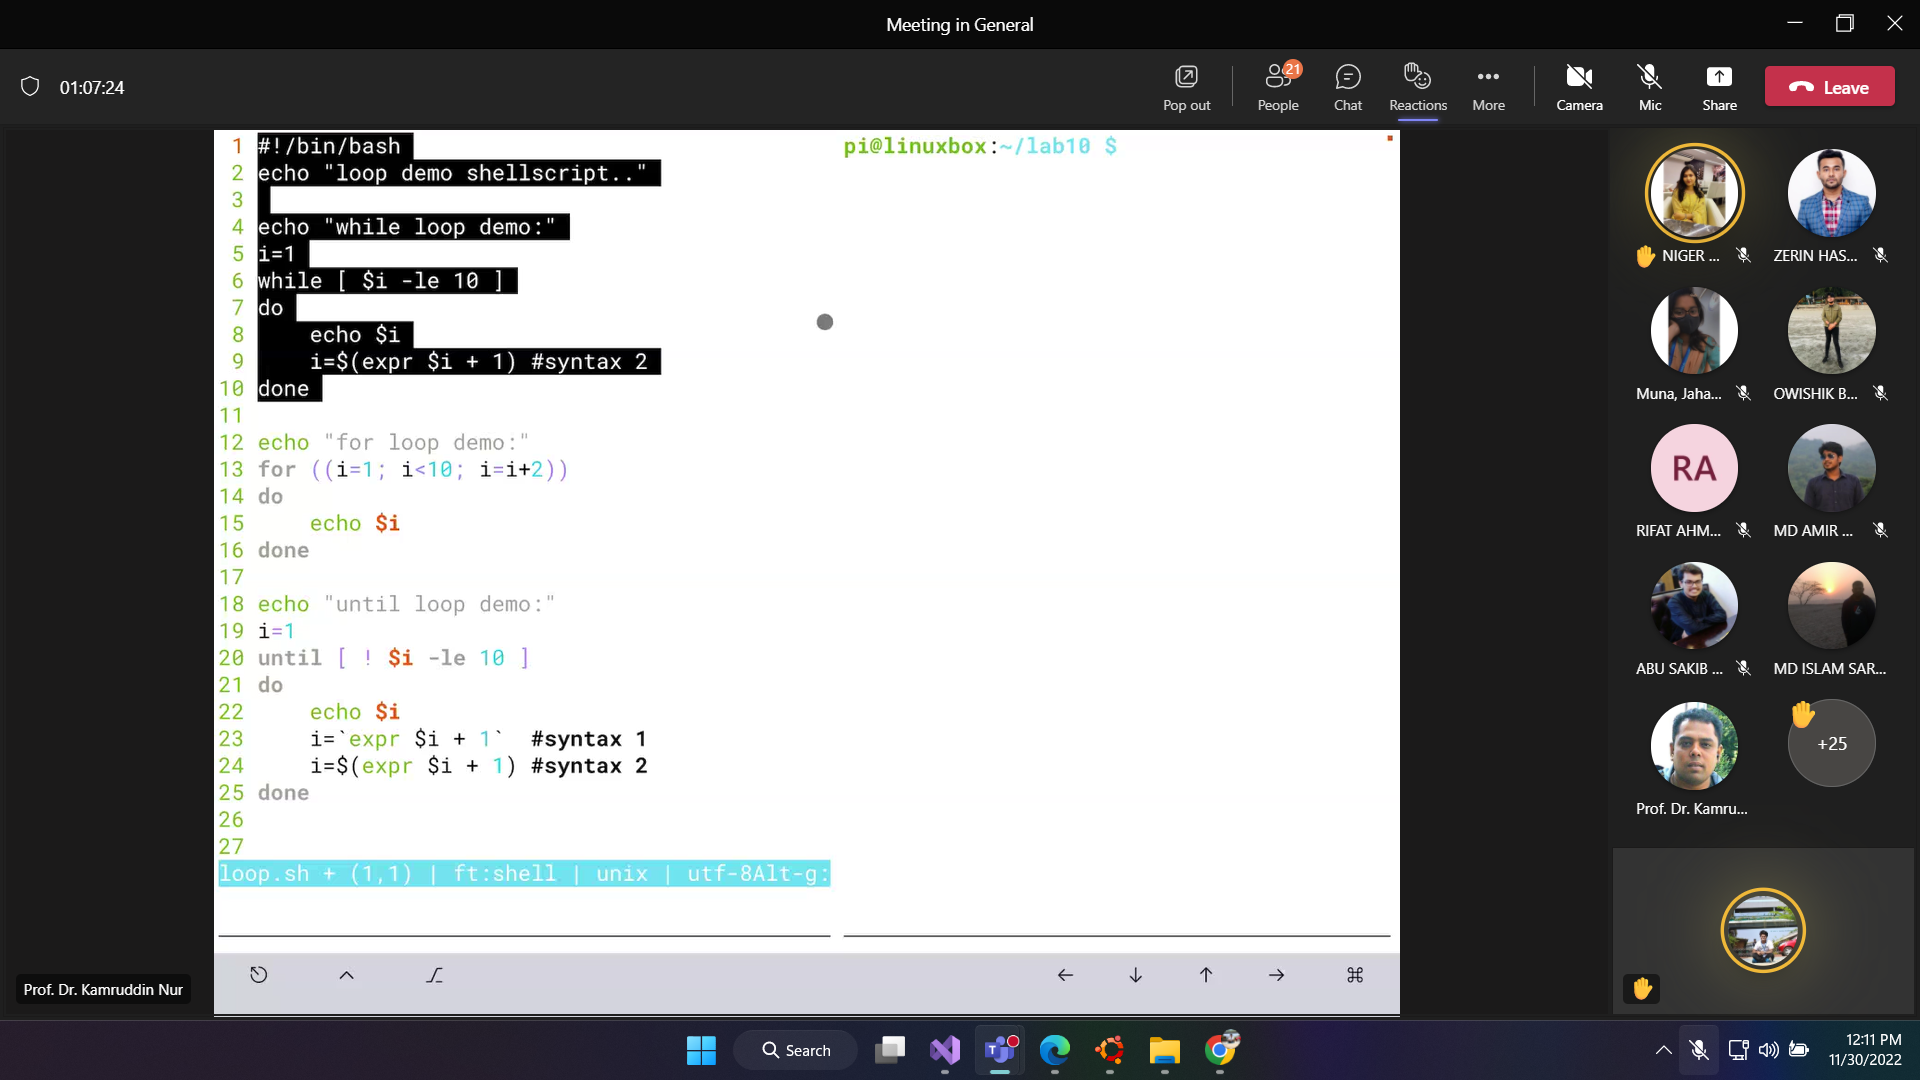 Meeting in General
01:07:24
Pop out
People
21
Chat
Reactions
More
Camera
Mic
Share
Leave
1 #!/bin/bash
2 echo "loop demo shellscript.."
3
4 echo "while loop demo:"
5 i=1
6 while [ $i -le 10 ]
7 do
8     echo $i
9     i=$(expr $i + 1) #syntax 2
10 done
11
12 echo "for loop demo:"
13 for ((i=1; i<10; i=i+2))
14 do
15     echo $i
16 done
17
18 echo "until loop demo:"
19 i=1
20 until [ ! $i -le 10 ]
21 do
22     echo $i
23     i=`expr $i + 1`  #syntax 1
24     i=$(expr $i + 1) #syntax 2
25 done
26
27
loop.sh + (1,1) | ft:shell | unix | utf-8Alt-g:
pi@linuxbox:~/lab10 $
NIGER ...
ZERIN HAS...
Muna, Jaha...
OWISHIK B...
RA
RIFAT AHM...
MD AMIR ...
ABU SAKIB ...
MD ISLAM SAR...
Prof. Dr. Kamru...
+25
Prof. Dr. Kamruddin Nur
Search
12:11 PM
11/30/2022